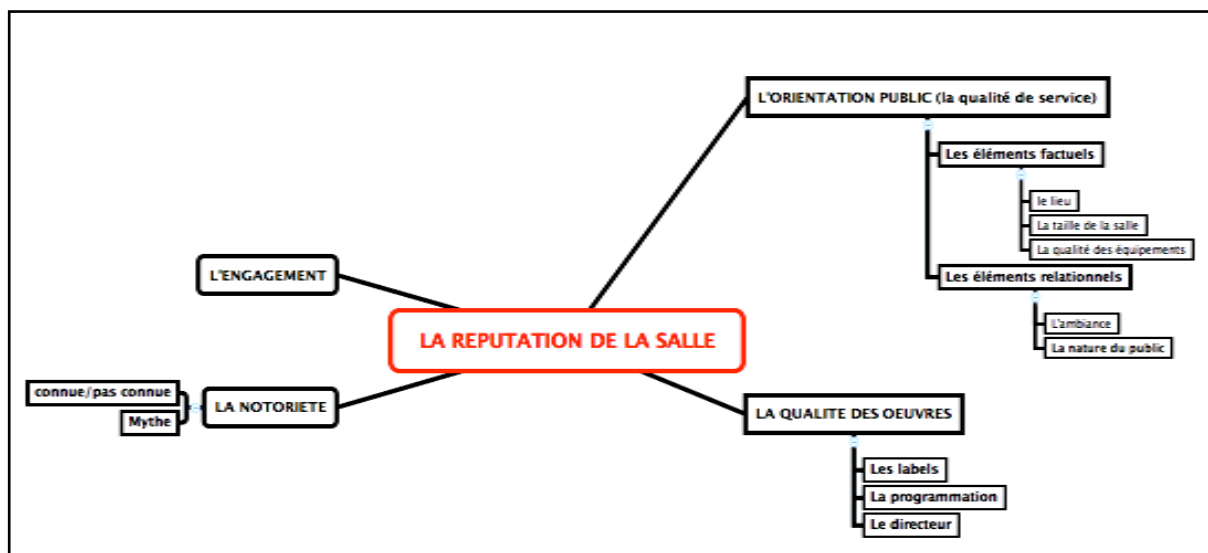 L'ORIENTATION PUBLIC (la qualité de service)
Les éléments factuels
le lieu
La taille de la salle
La qualité des équipements
Les éléments relationnels
L'ambiance
La nature du public
L'ENGAGEMENT
LA REPUTATION DE LA SALLE
connue/pas connue
Mythe
LA NOTORIETE
LA QUALITE DES OEUVRES
Les labels
La programmation
Le directeur